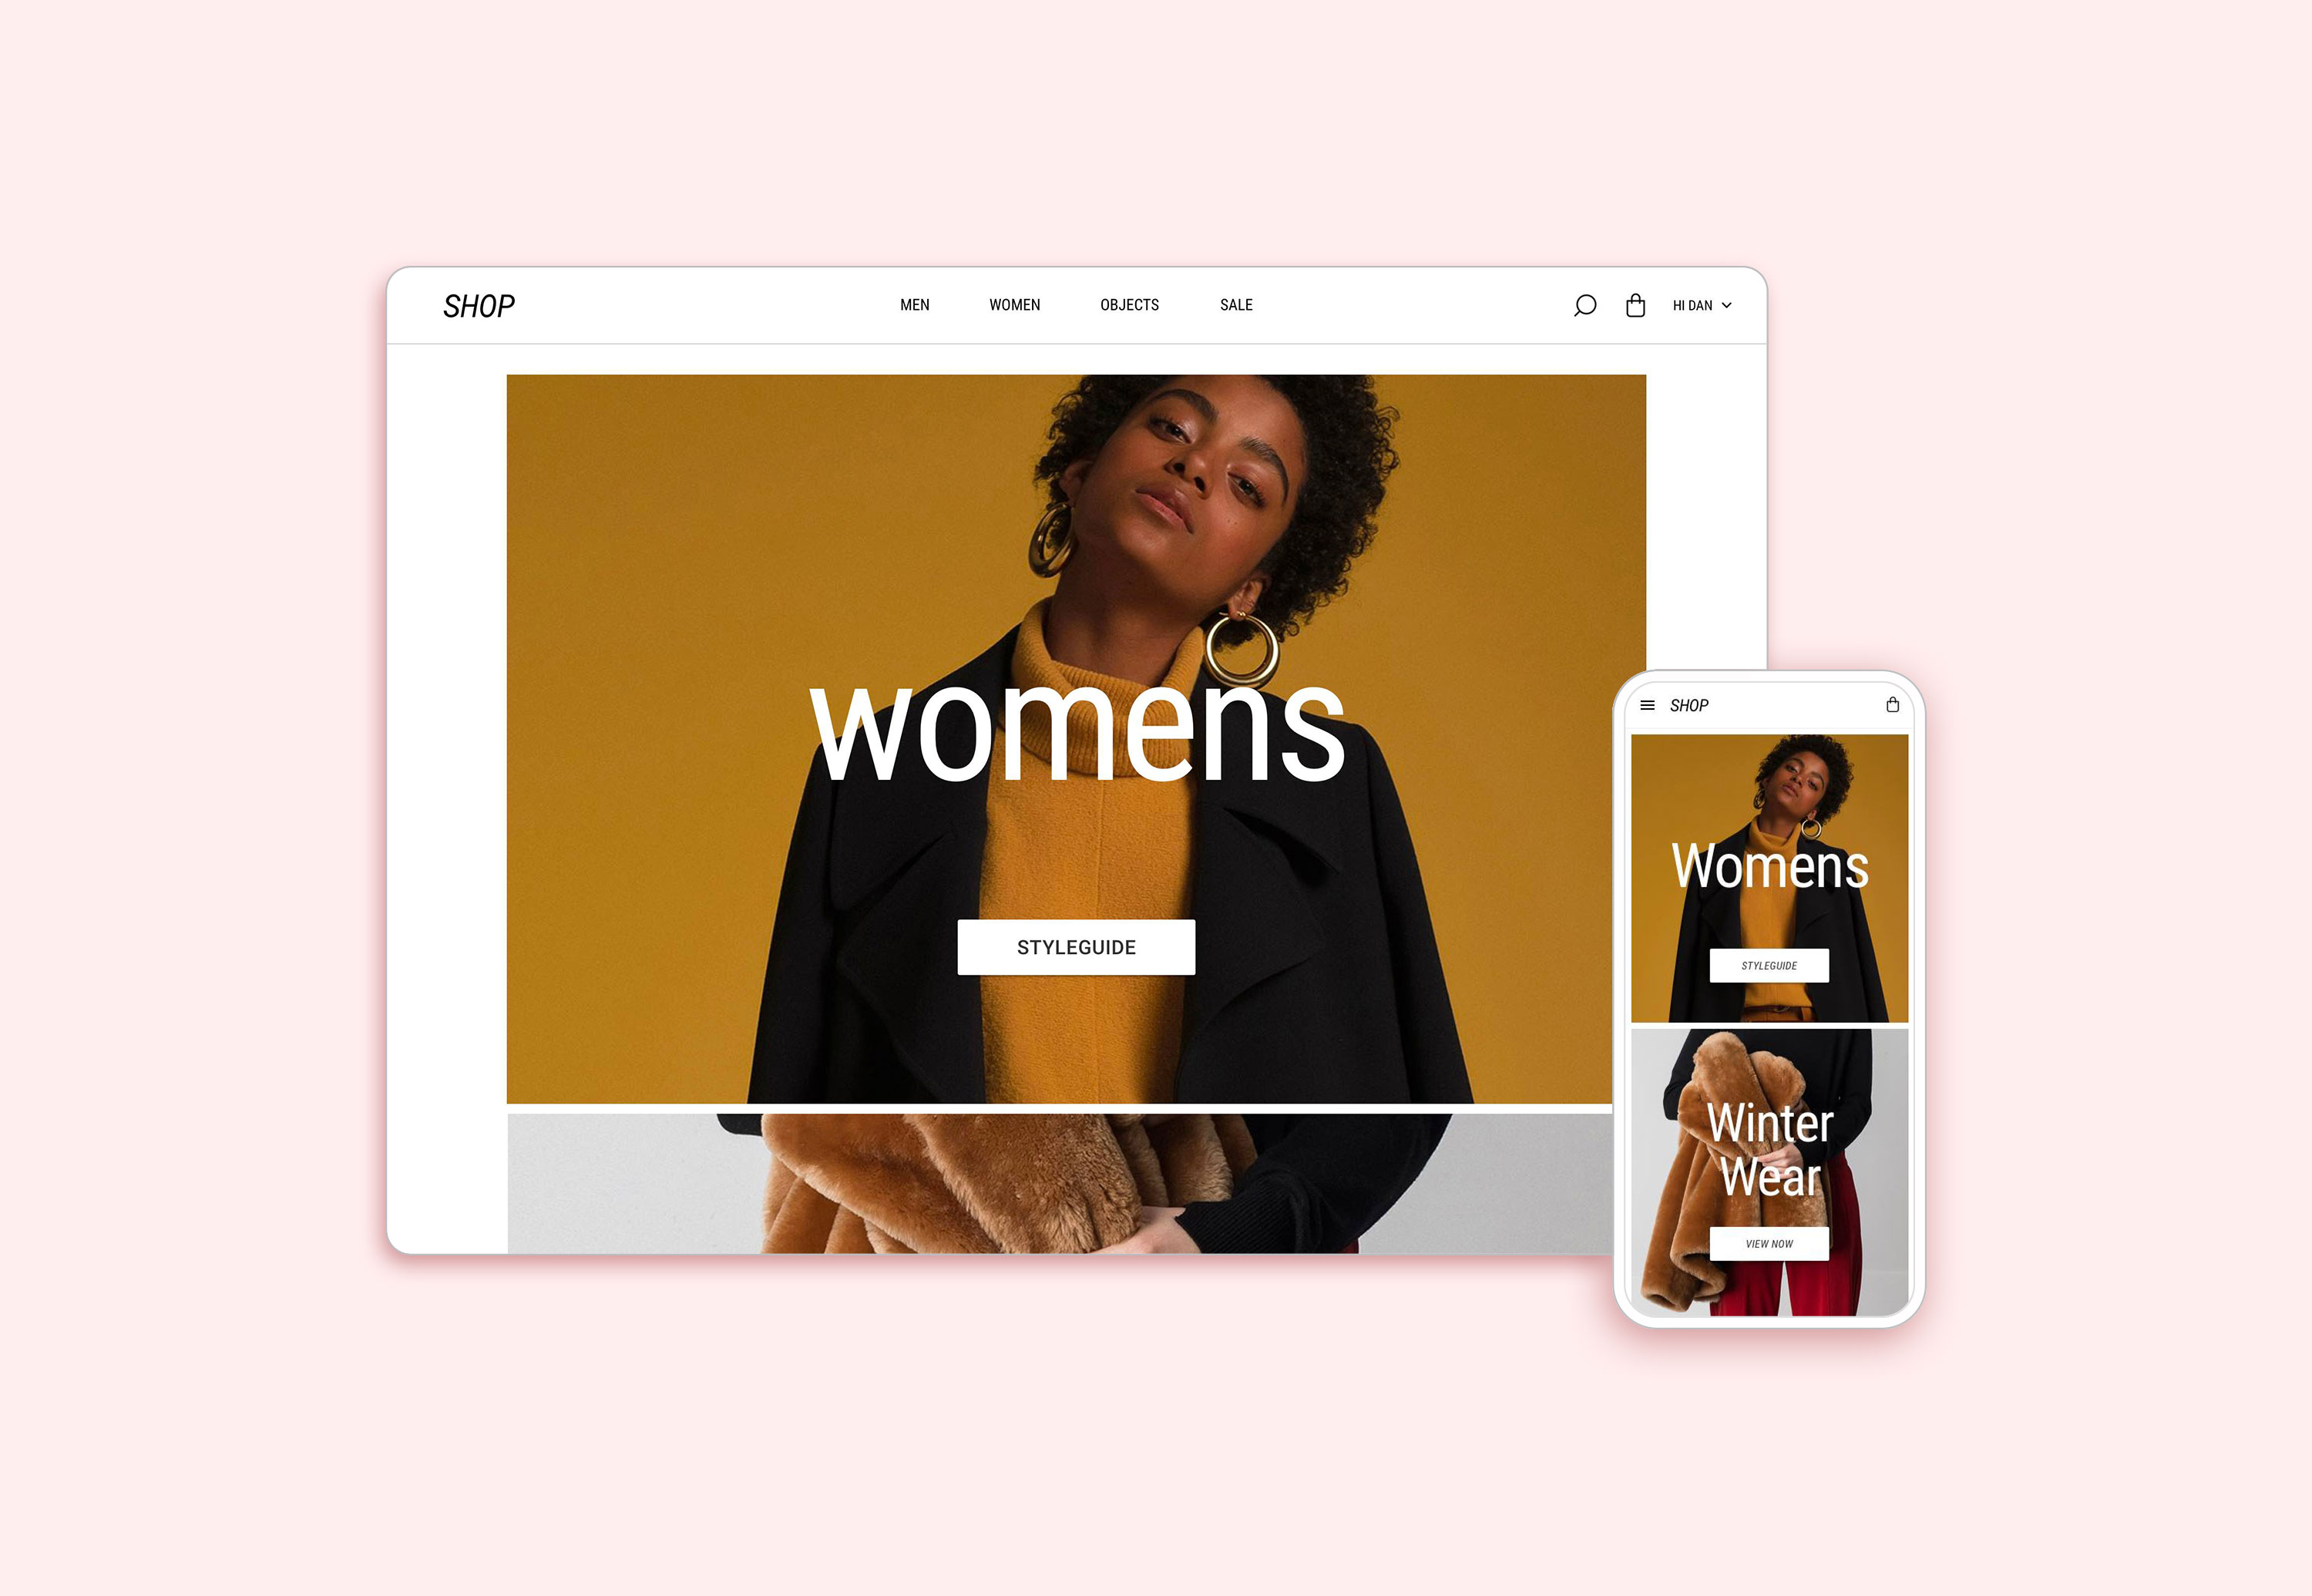 SHOP
MEN WOMEN OBJECTS SALE
HI DAN
womens
STYLEGUIDE
SHOP
Womens
STYLEGUIDE
Winter
Wear
VIEW NOW